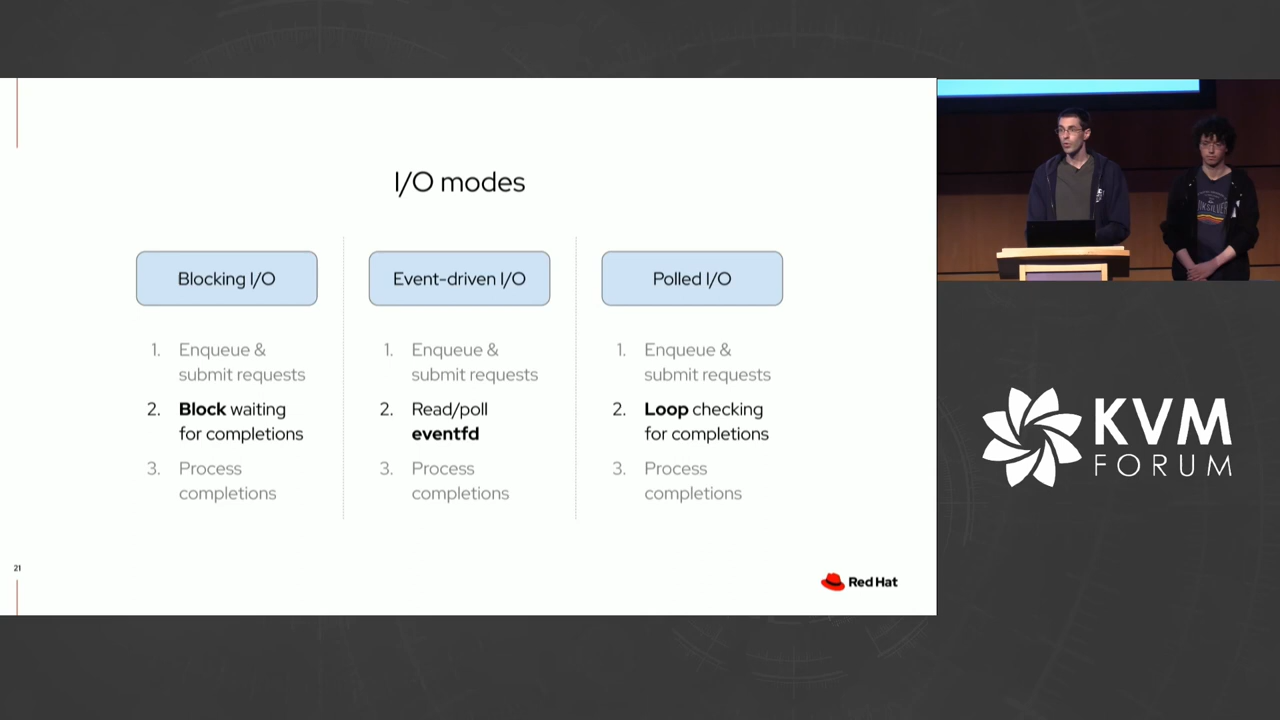 I/O modes
Blocking I/O
1. Enqueue &
submit requests
2. Block waiting
for completions
3. Process
completions
Event-driven I/O
1. Enqueue &
submit requests
2. Read/poll
eventfd
3. Process
completions
Polled I/O
1. Enqueue &
submit requests
2. Loop checking
for completions
3. Process
completions
21
Red Hat
KVM
FORUM